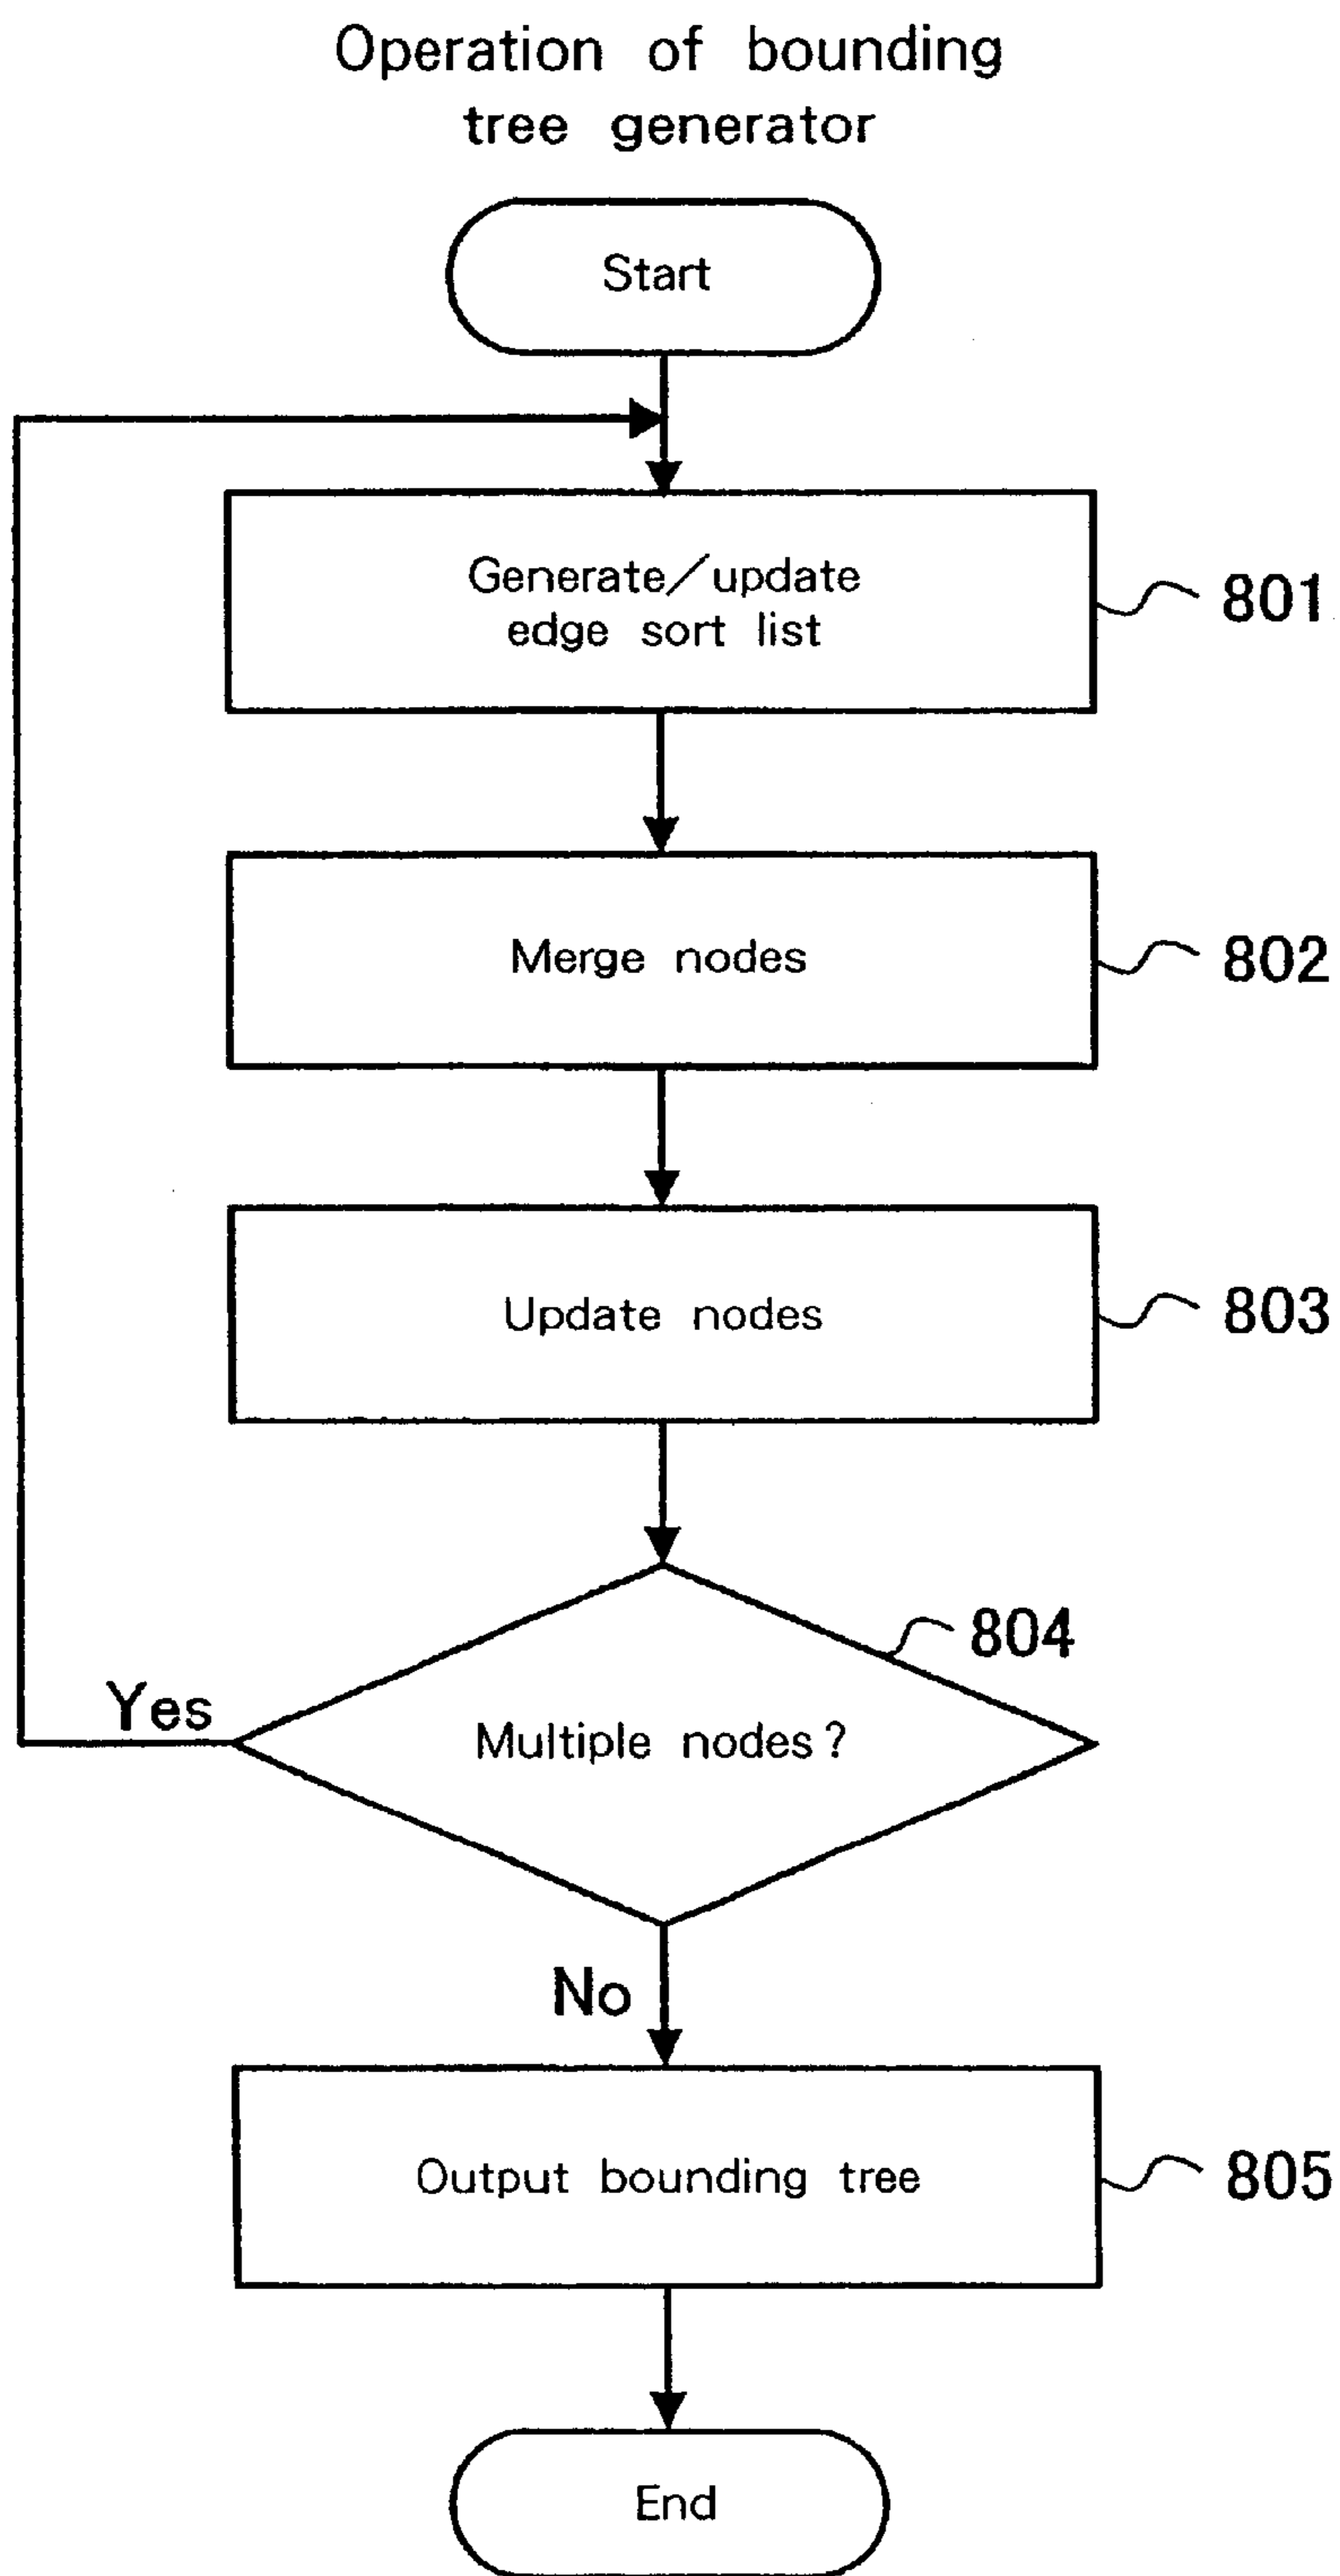 Operation of bounding
tree generator
Start
Generate/update
edge sort list
801
Merge nodes
802
Update nodes
803
804
Yes
Multiple nodes?
No
Output bounding tree
805
End